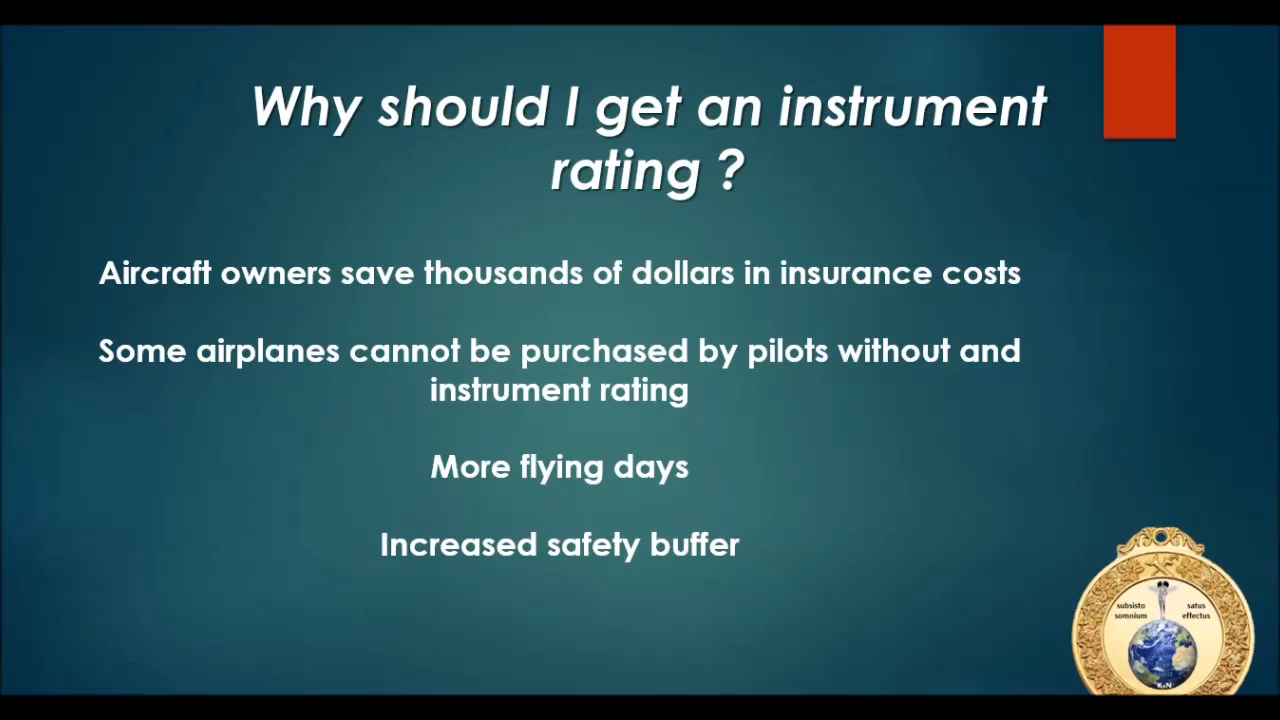 Why should I get an instrument
rating ?
Aircraft owners save thousands of dollars in insurance costs
Some airplanes cannot be purchased by pilots without and
instrument rating
More flying days
Increased safety buffer
subsisto satus
somnium effectus